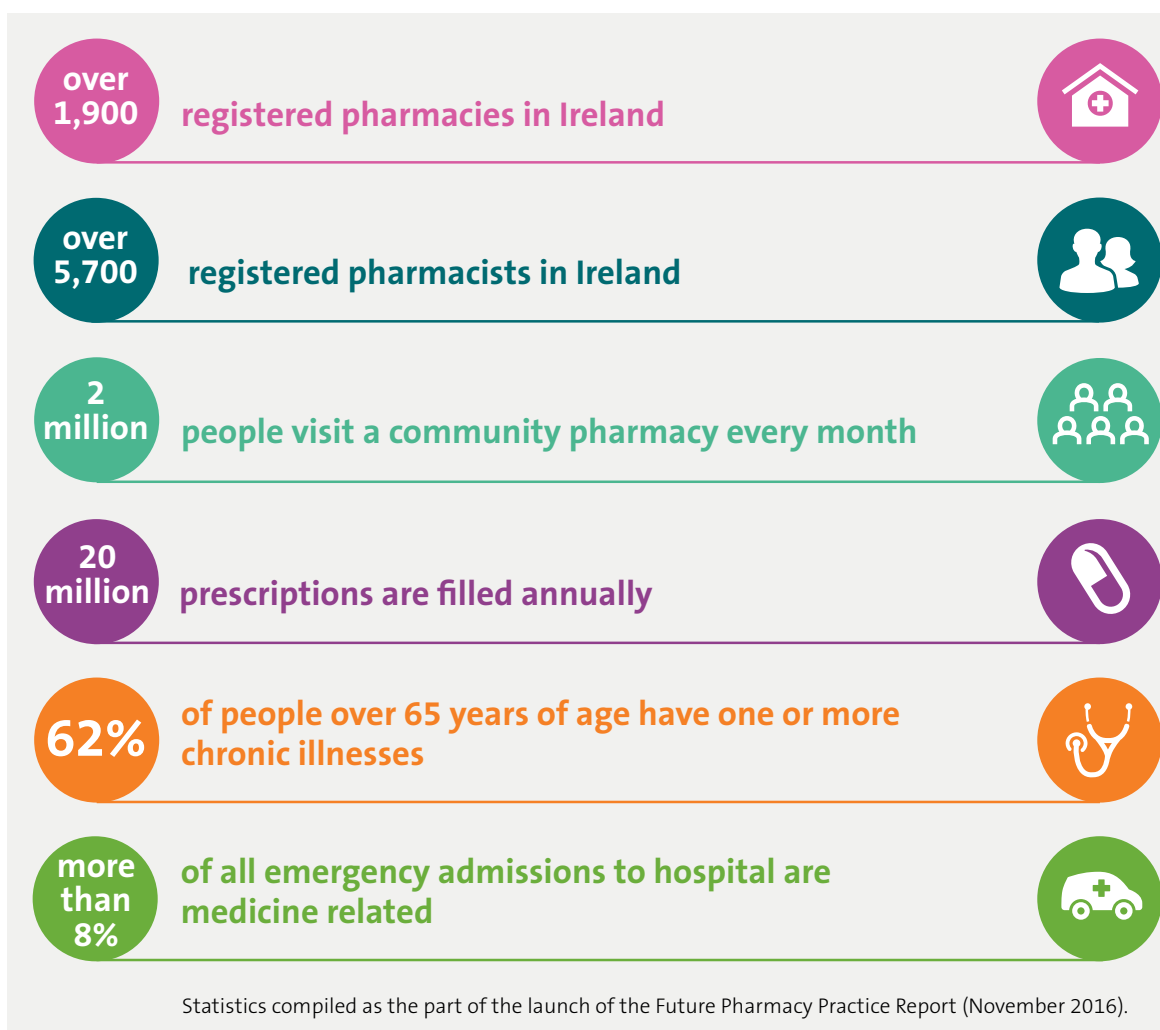 over
1,900
registered pharmacies in Ireland
over
5,700
registered pharmacists in Ireland
2
million
people visit a community pharmacy every month
20
million
prescriptions are filled annually
62%
of people over 65 years of age have one or more
chronic illnesses
more
than
8%
of all emergency admissions to hospital are
medicine related
Statistics compiled as the part of the launch of the Future Pharmacy Practice Report (November 2016).